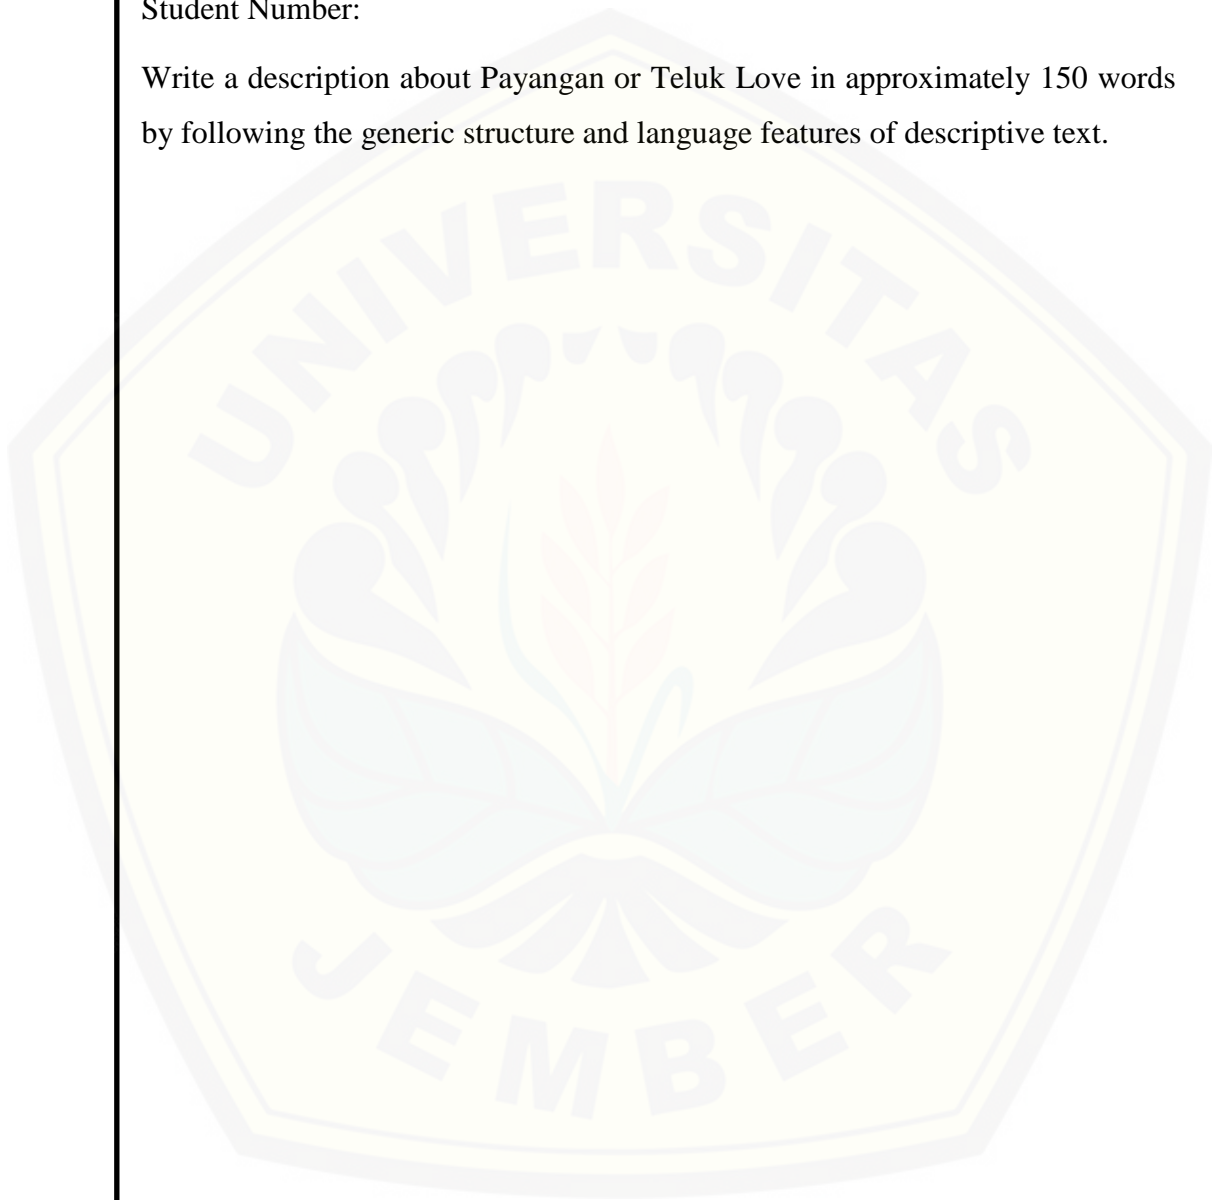 Student Number:
Write a description about Payangan or Teluk Love in approximately 150 words
by following the generic structure and language features of descriptive text.
UNIVERSITAS
JEMBER